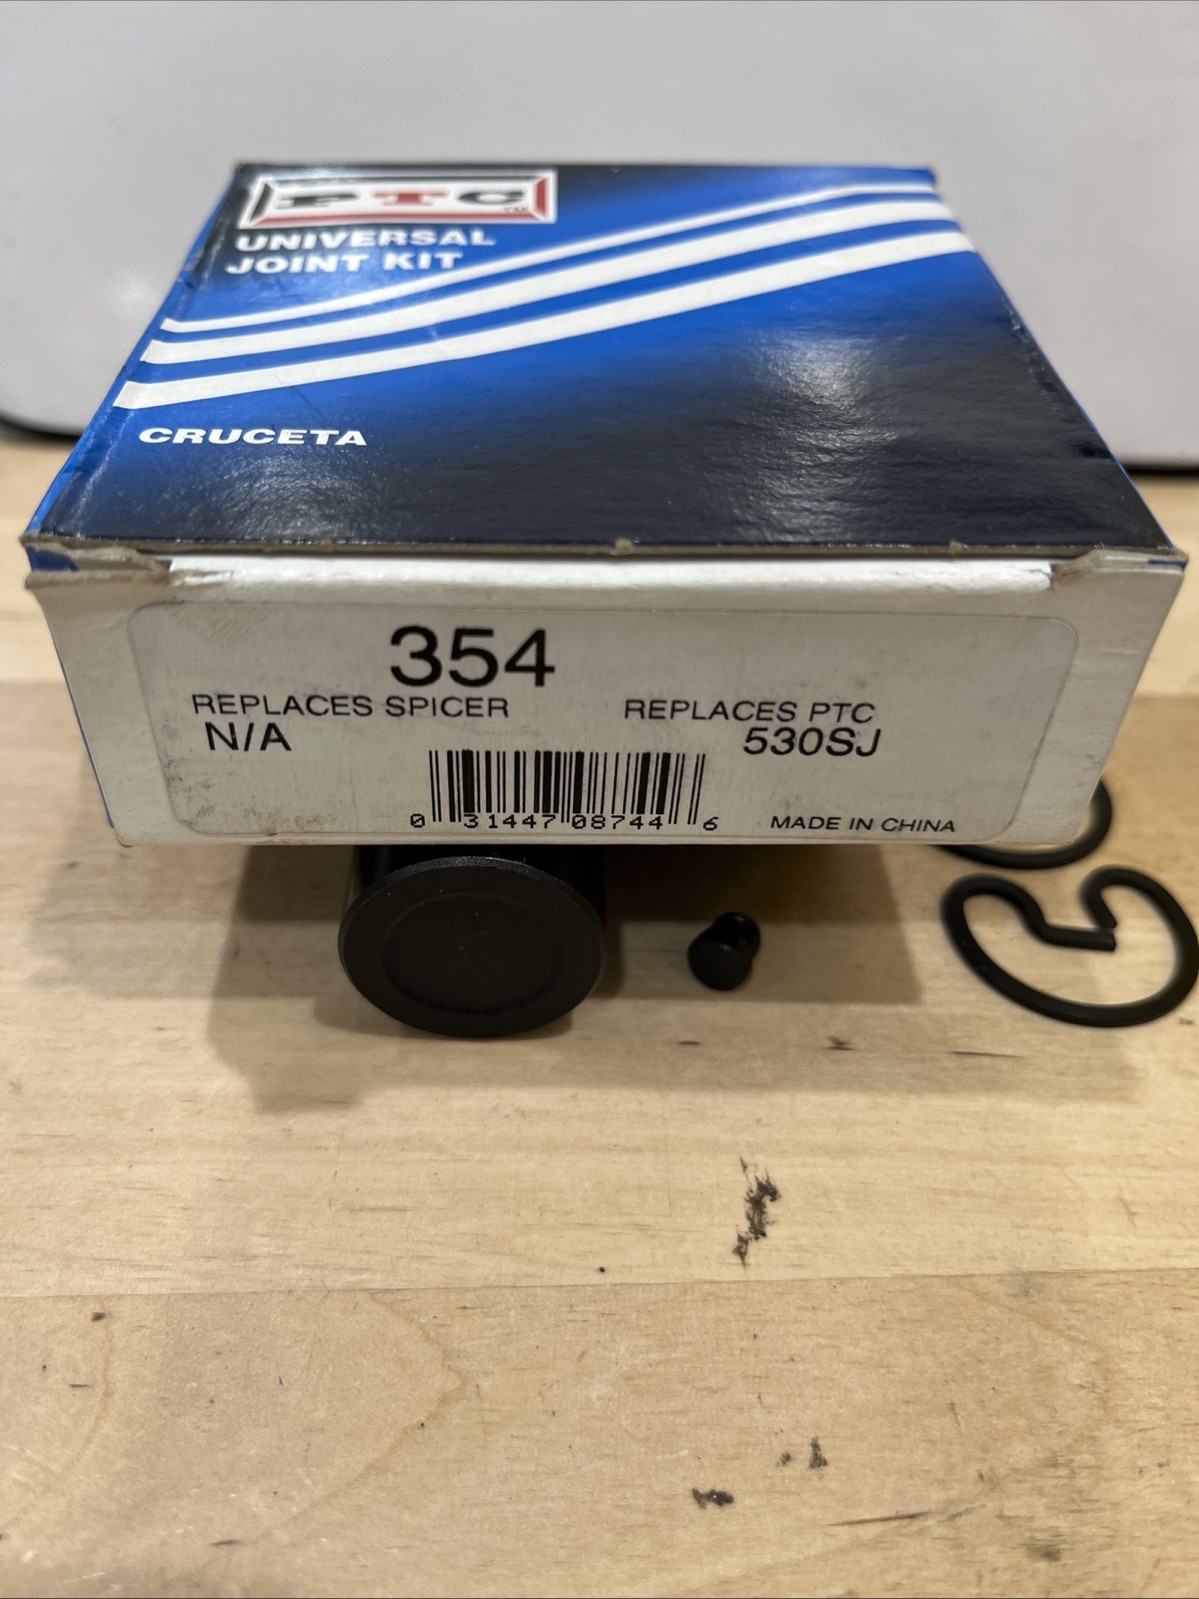 PTC
UNIVERSAL
JOINT KIT
CRUCETA
354
REPLACES SPICER
N/A
REPLACES PTC
530SJ
0 31447 08744 6
MADE IN CHINA